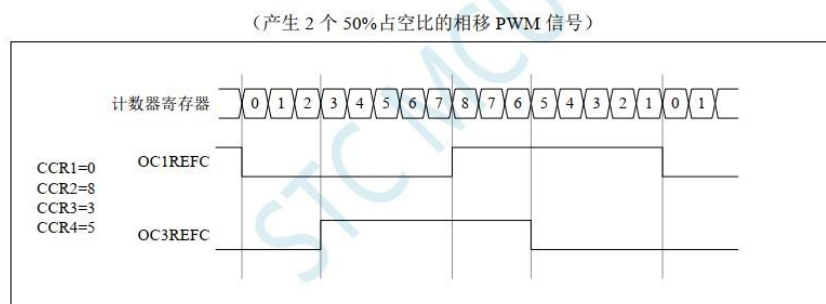 （产生 2 个 50%占空比的相移 PWM 信号）
计数器寄存器 0 1 2 3 4 5 6 7 8 7 6 5 4 3 2 1 0 1
OC1REFC
CCR1=0
CCR2=8
CCR3=3
CCR4=5
OC3REFC
STC MCU